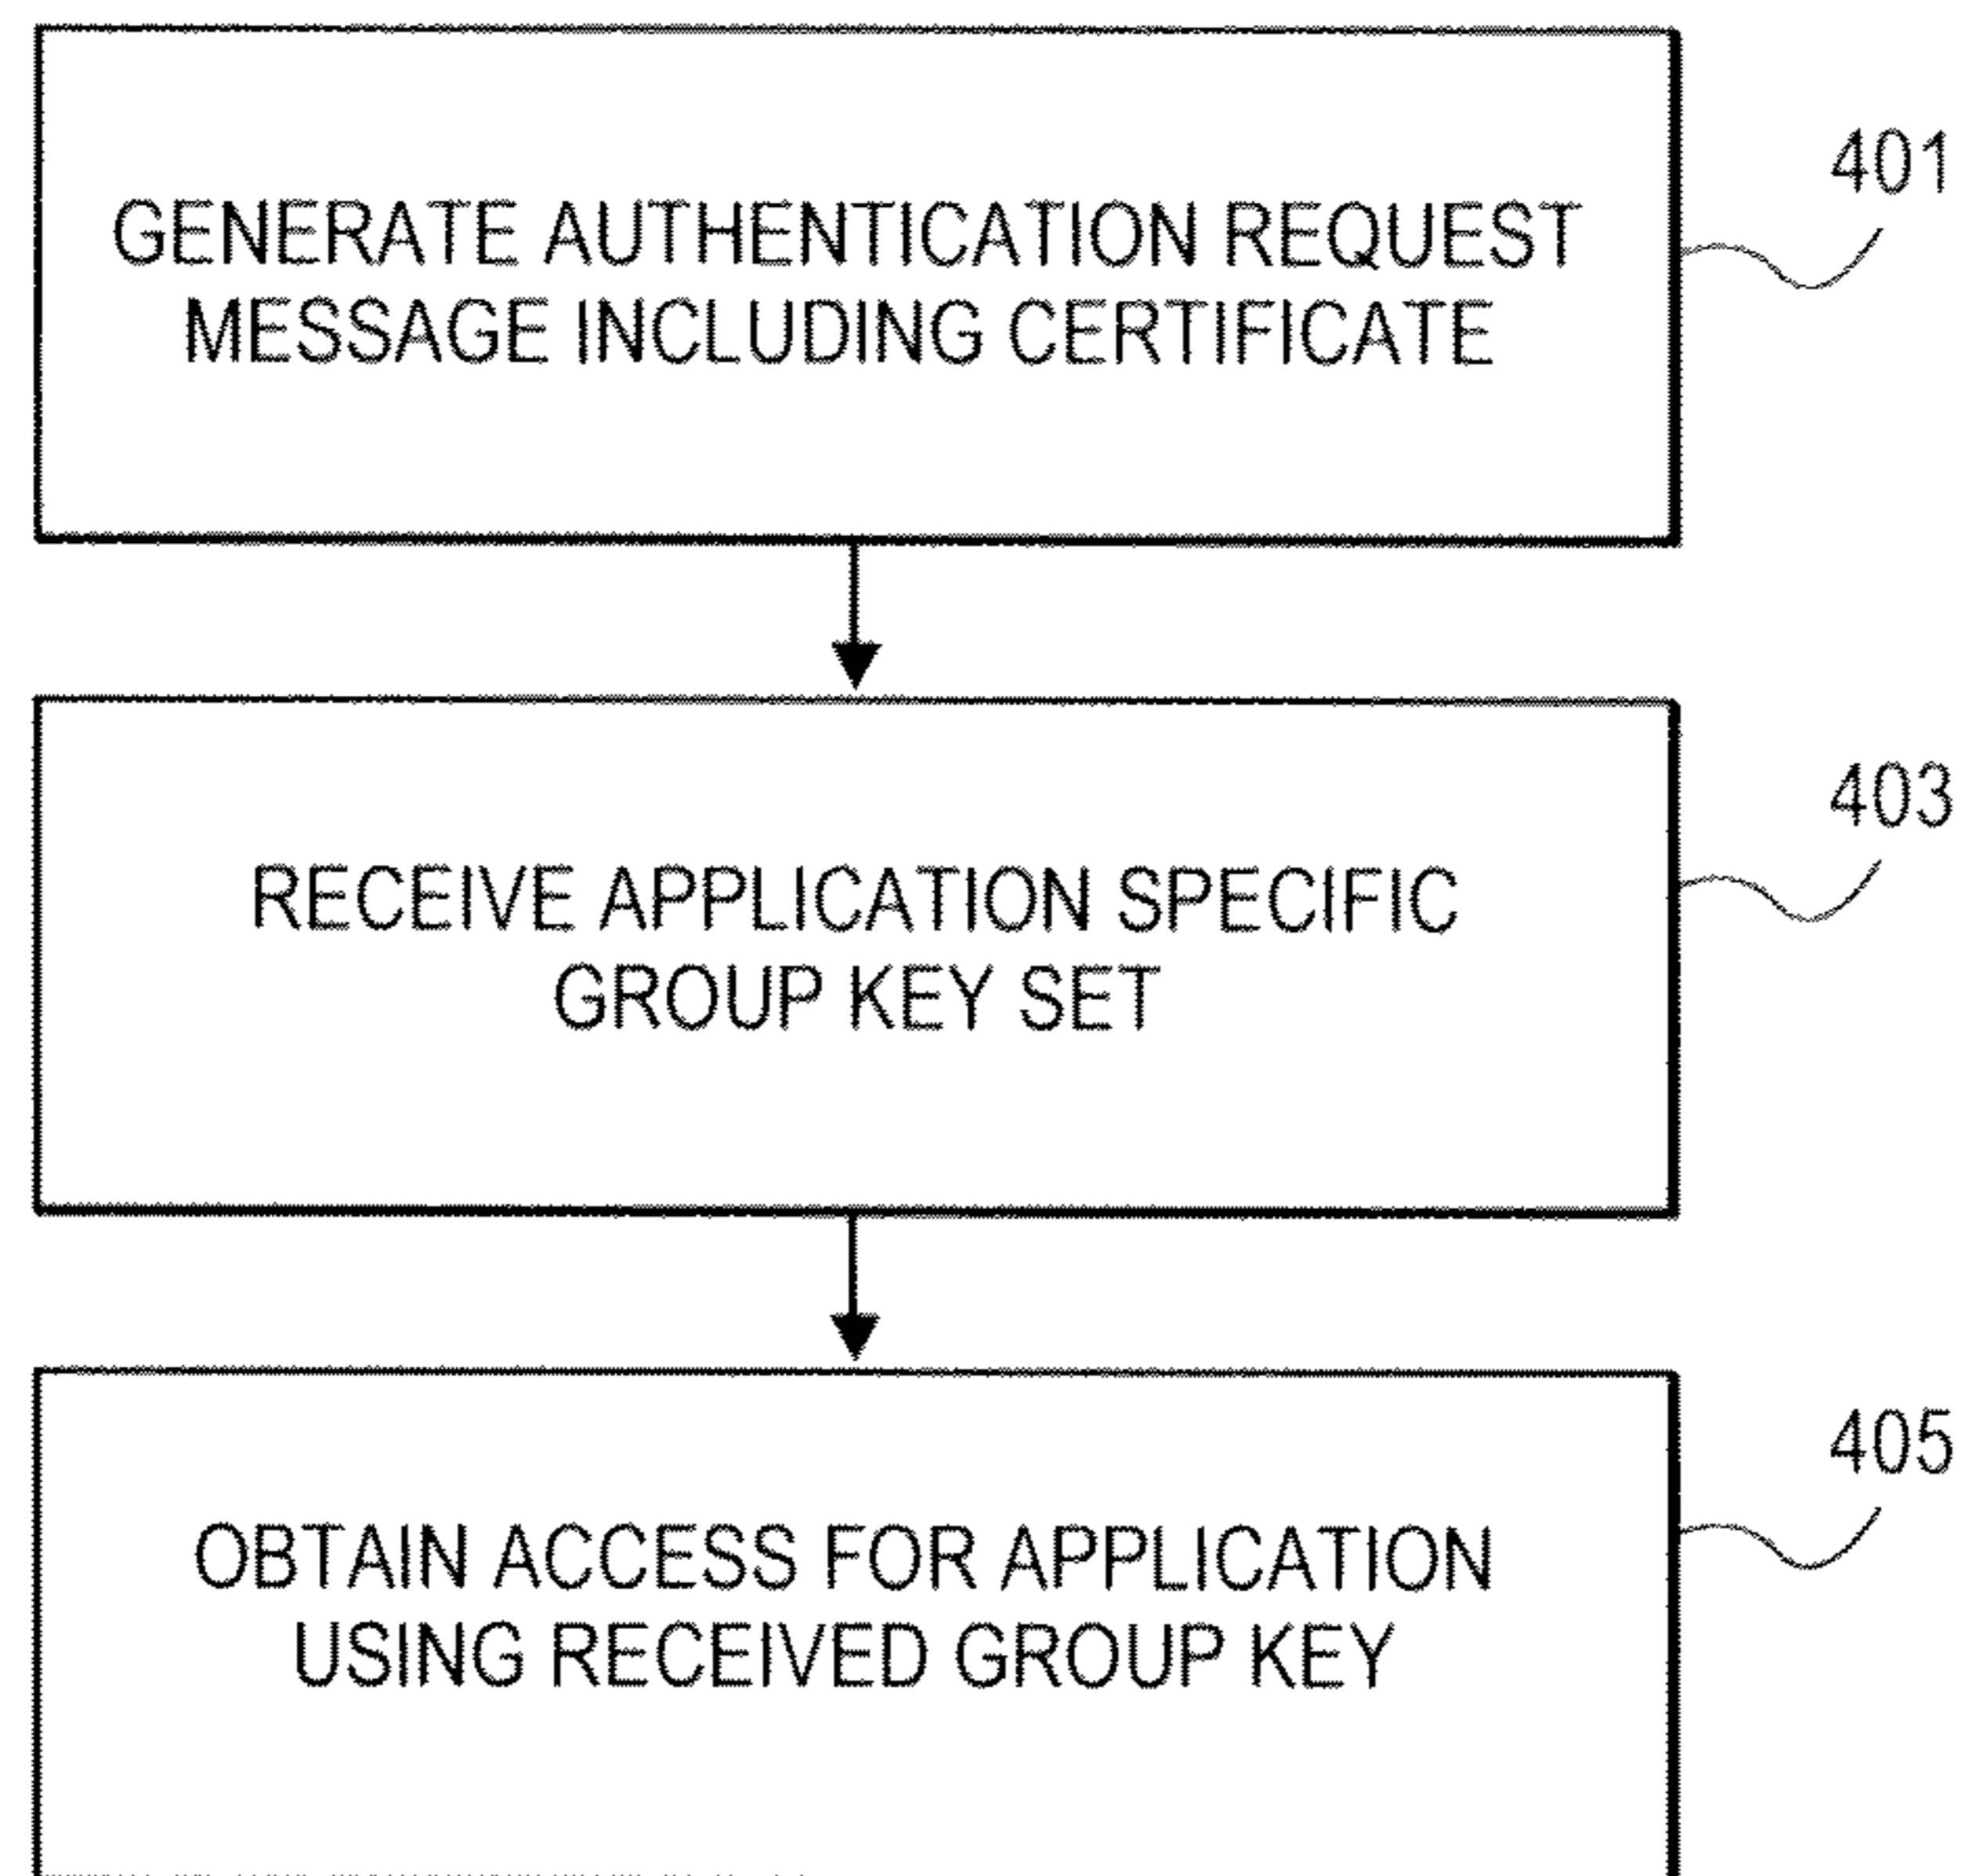 GENERATE AUTHENTICATION REQUEST
MESSAGE INCLUDING CERTIFICATE
401
RECEIVE APPLICATION SPECIFIC
GROUP KEY SET
403
OBTAIN ACCESS FOR APPLICATION
USING RECEIVED GROUP KEY
405